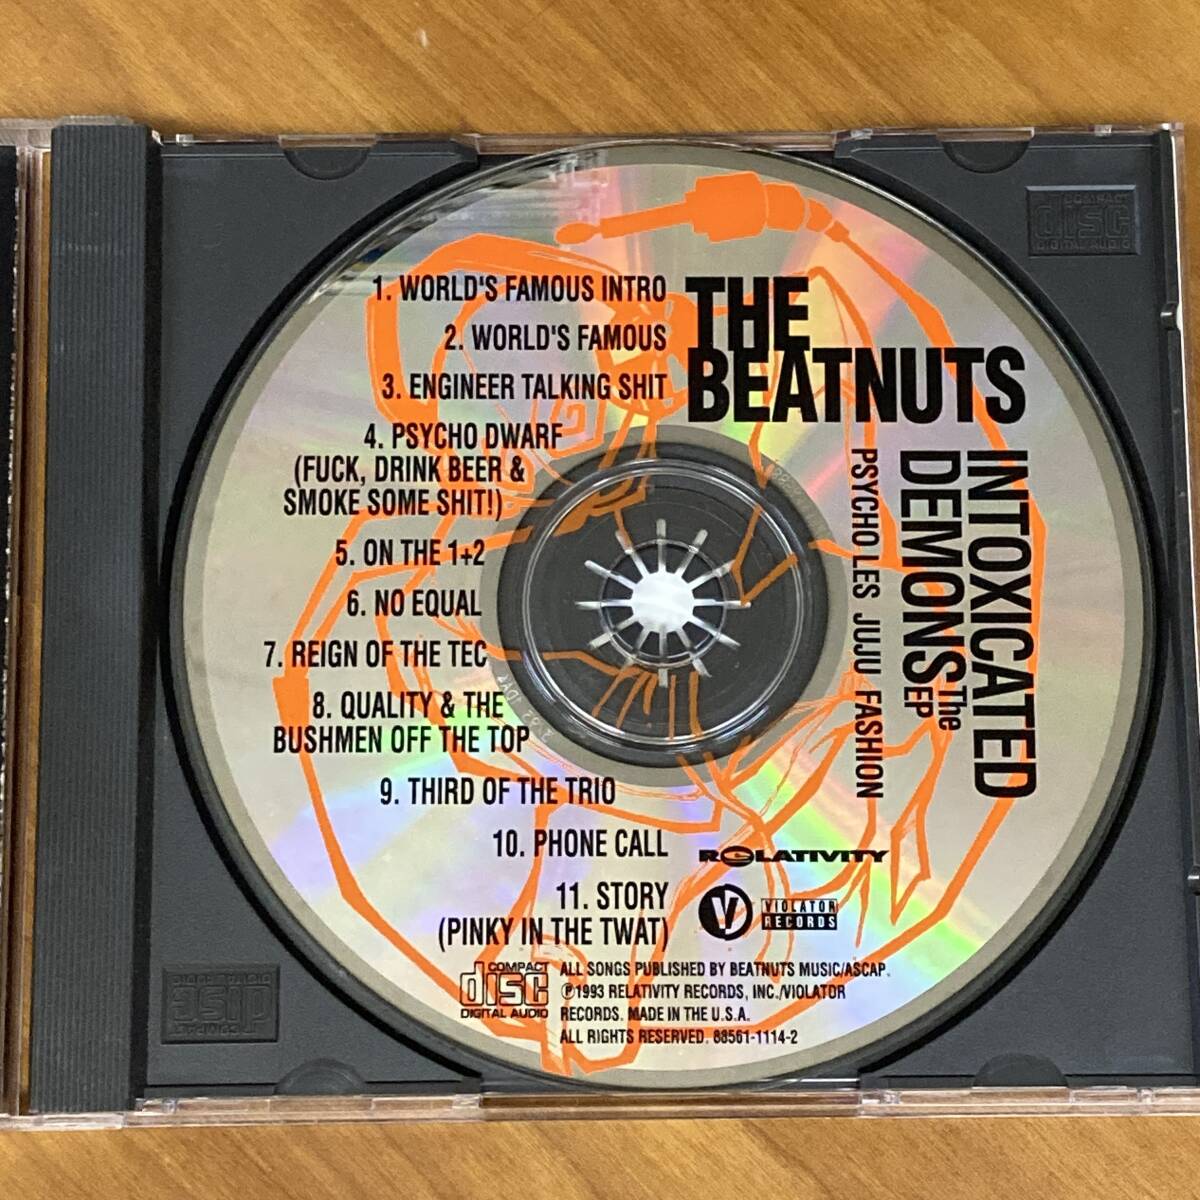 THE
BEATNUTS
INTOXICATED
DEMONS The EP
PSYCHO LES JUJU FASHION
1. WORLD'S FAMOUS INTRO
2. WORLD'S FAMOUS
3. ENGINEER TALKING SHIT
4. PSYCHO DWARF
(FUCK, DRINK BEER &
SMOKE SOME SHIT!)
5. ON THE 1+2
6. NO EQUAL
7. REIGN OF THE TEC
8. QUALITY & THE
BUSHMEN OFF THE TOP
9. THIRD OF THE TRIO
10. PHONE CALL
11. STORY
(PINKY IN THE TWAT)
RELATIVITY
V
VIOLATOR
RECORDS
COMPACT
disc
DIGITAL AUDIO
ALL SONGS PUBLISHED BY BEATNUTS MUSIC/ASCAP.
℗1993 RELATIVITY RECORDS, INC./VIOLATOR
RECORDS. MADE IN THE U.S.A.
ALL RIGHTS RESERVED. 88561-1114-2
COMPACT
disc
DIGITAL AUDIO
COMPACT
disc
DIGITAL AUDIO